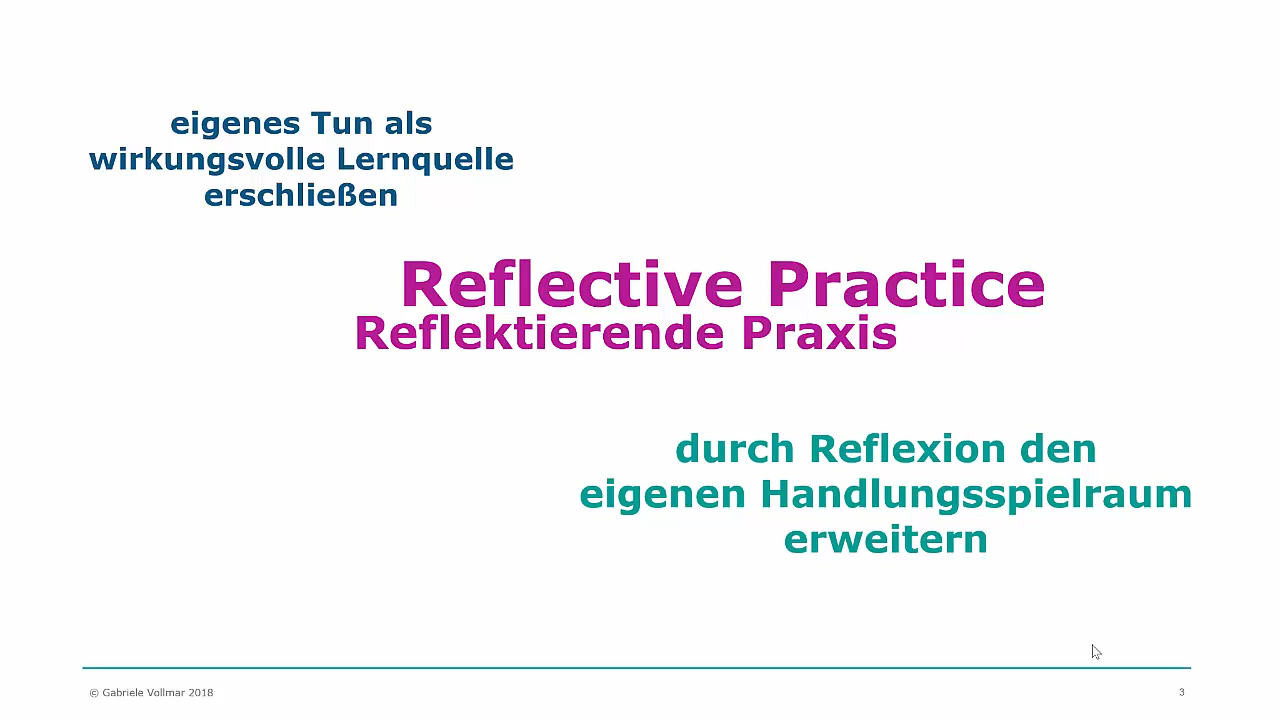 eigenes Tun als
wirkungsvolle Lernquelle
erschließen
Reflective Practice
Reflektierende Praxis
durch Reflexion den
eigenen Handlungsspielraum
erweitern
© Gabriele Vollmar 2018
3